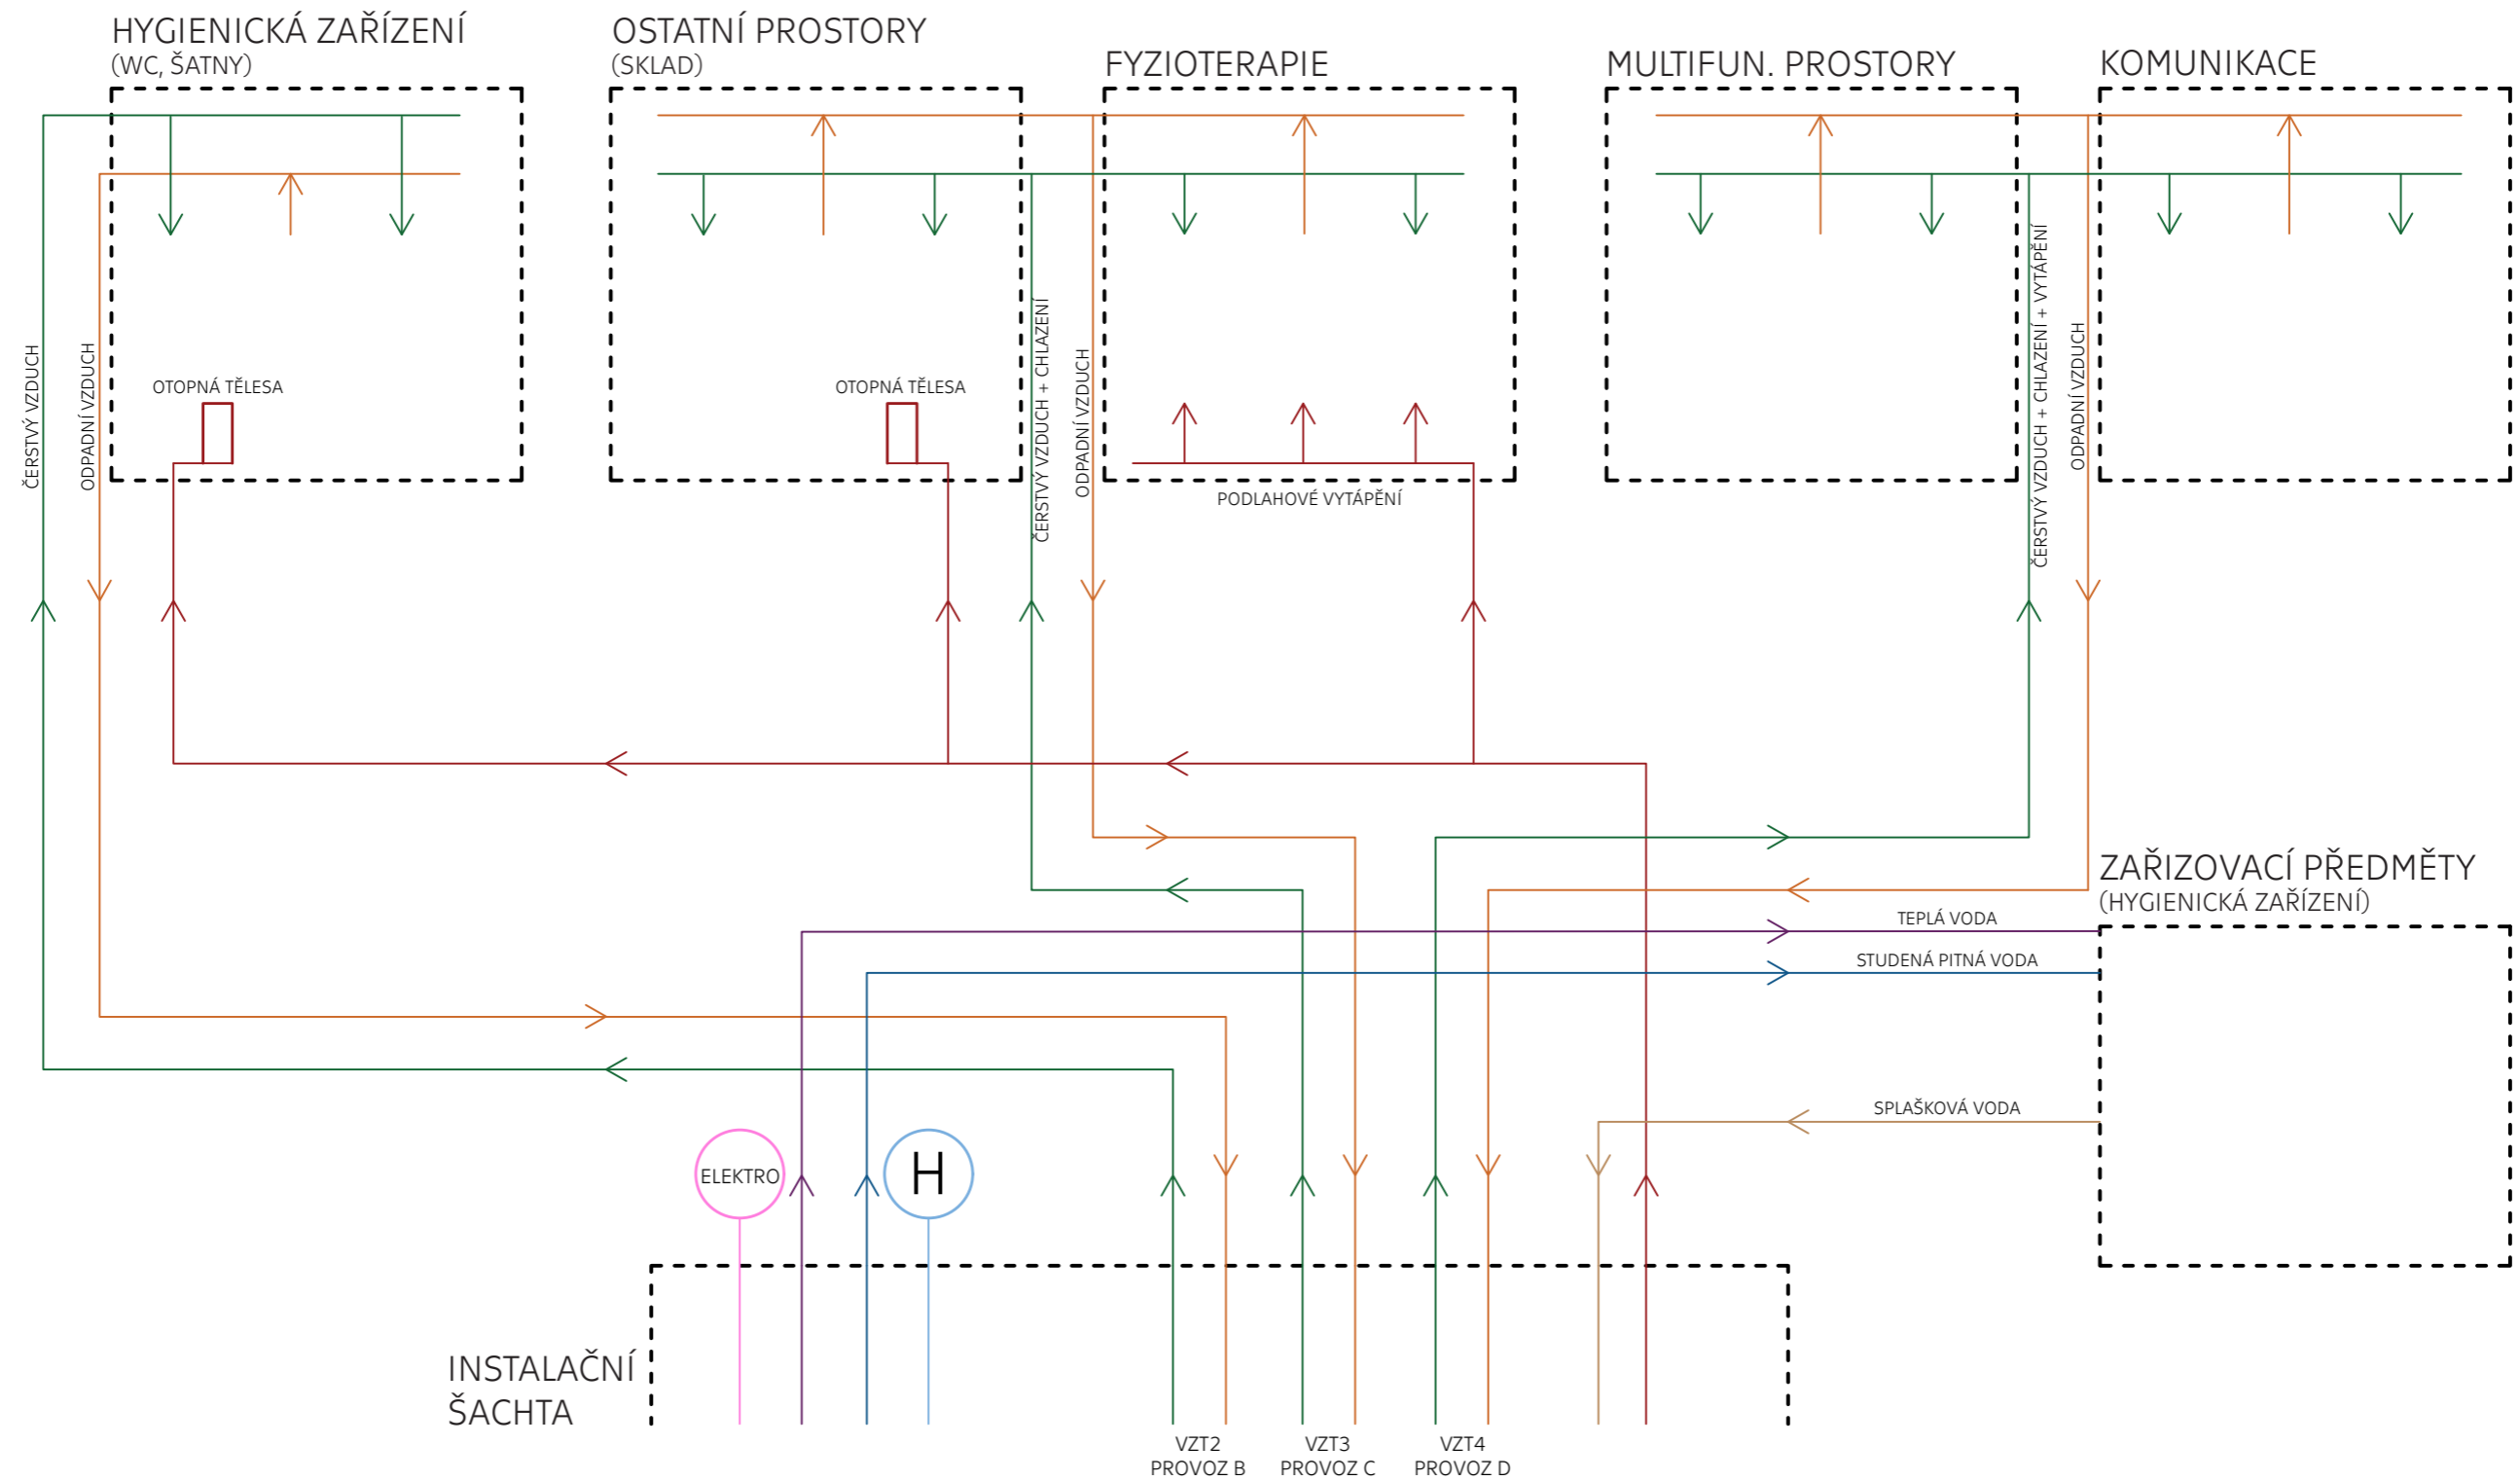 HYGIENICKÁ ZAŘÍZENÍ
(WC, ŠATNY)
OSTATNÍ PROSTORY
(SKLAD)
FYZIOTERAPIE
MULTIFUN. PROSTORY
KOMUNIKACE
ČERSTVÝ VZDUCH
ODPADNÍ VZDUCH
OTOPNÁ TĚLESA
OTOPNÁ TĚLESA
ČERSTVÝ VZDUCH + CHLAZENÍ
ODPADNÍ VZDUCH
PODLAHOVÉ VYTÁPĚNÍ
ČERSTVÝ VZDUCH + CHLAZENÍ + VYTÁPĚNÍ
ODPADNÍ VZDUCH
ZAŘIZOVACÍ PŘEDMĚTY
(HYGIENICKÁ ZAŘÍZENÍ)
TEPLÁ VODA
STUDENÁ PITNÁ VODA
SPLAŠKOVÁ VODA
ELEKTRO
H
INSTALAČNÍ
ŠACHTA
VZT2
PROVOZ B
VZT3
PROVOZ C
VZT4
PROVOZ D